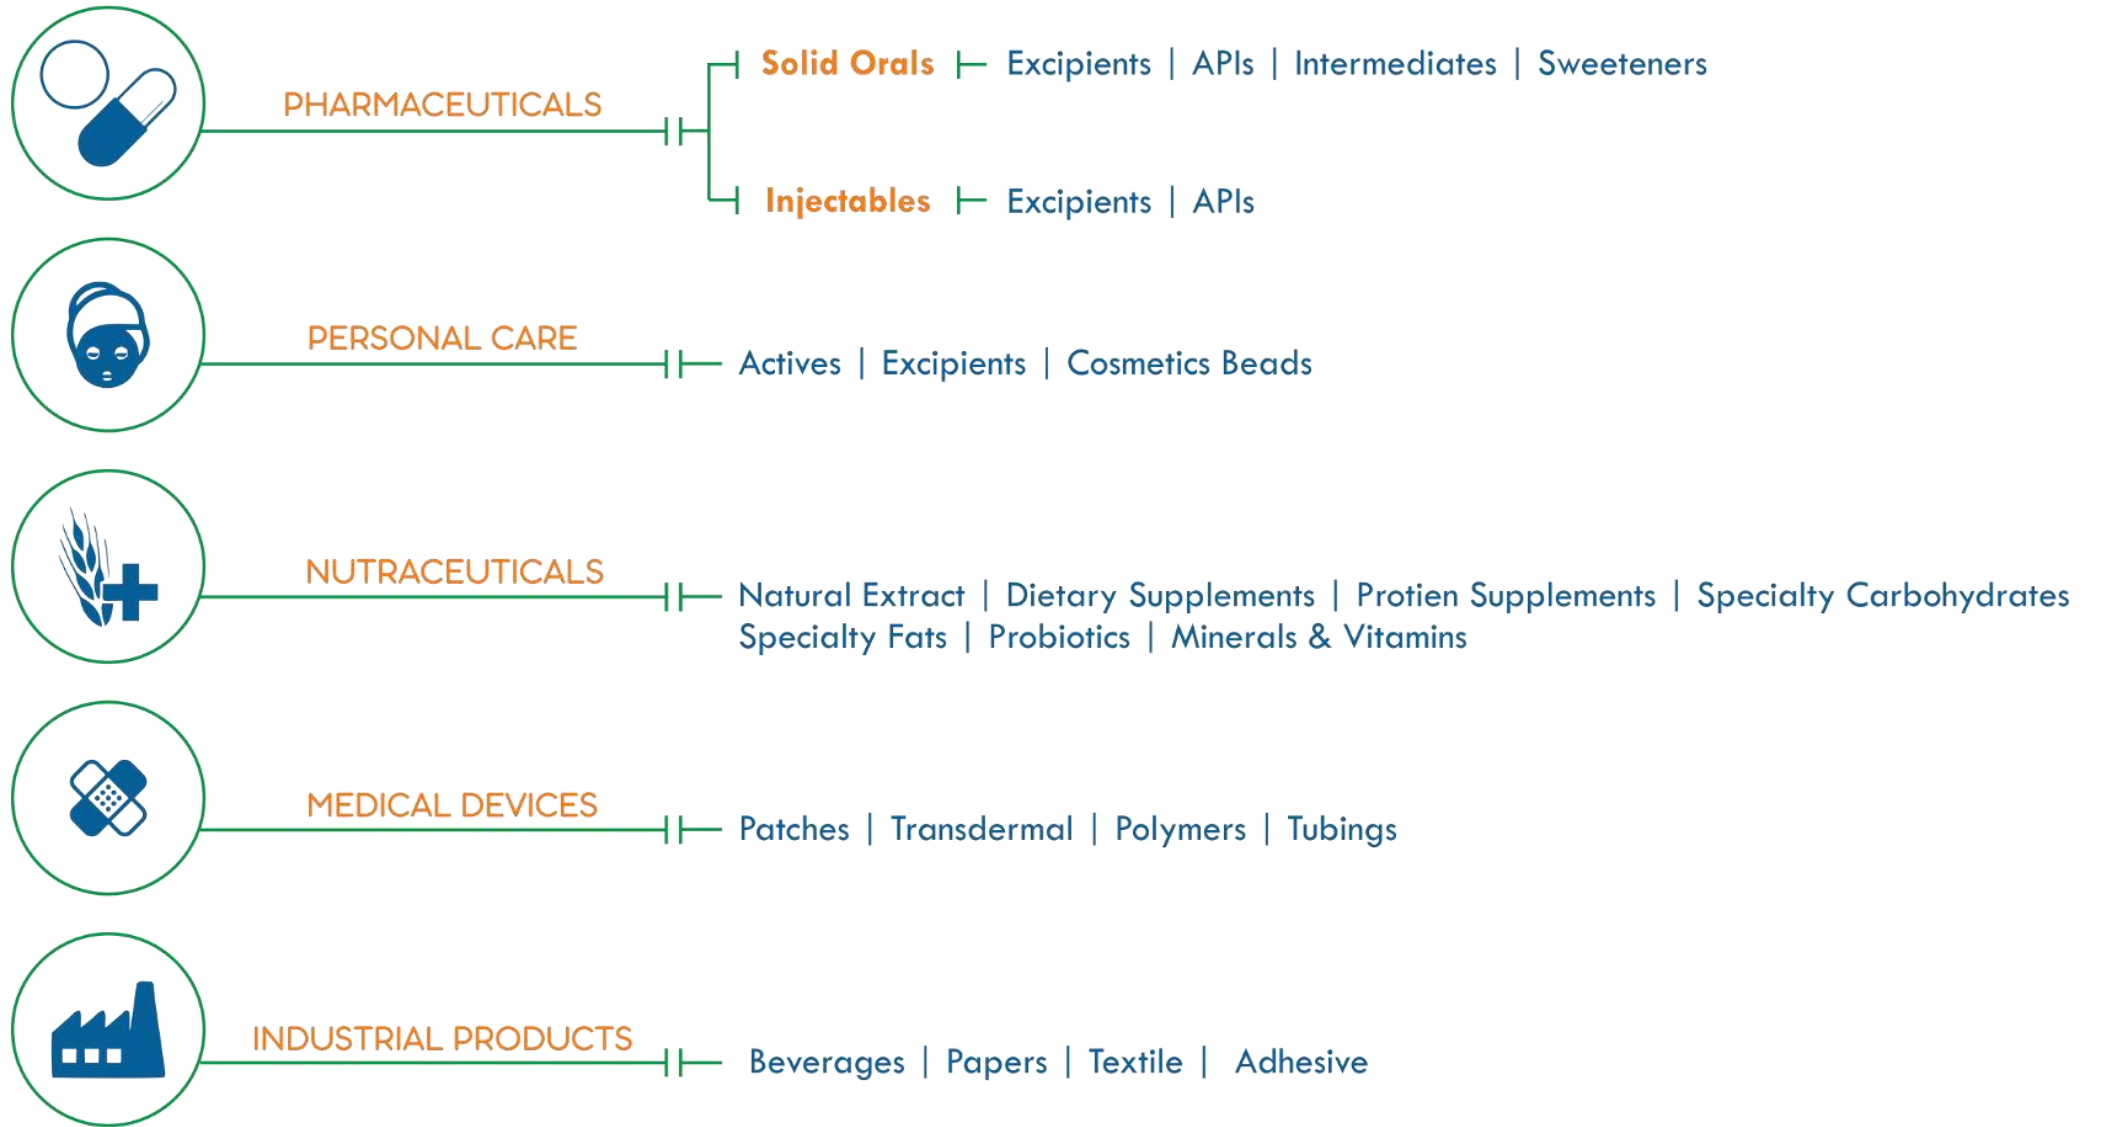 PHARMACEUTICALS
Solid Orals
Excipients | APIs | Intermediates | Sweeteners
Injectables
Excipients | APIs
PERSONAL CARE
Actives | Excipients | Cosmetics Beads
NUTRACEUTICALS
Natural Extract | Dietary Supplements | Protien Supplements | Specialty Carbohydrates
Specialty Fats | Probiotics | Minerals & Vitamins
MEDICAL DEVICES
Patches | Transdermal | Polymers | Tubings
INDUSTRIAL PRODUCTS
Beverages | Papers | Textile | Adhesive